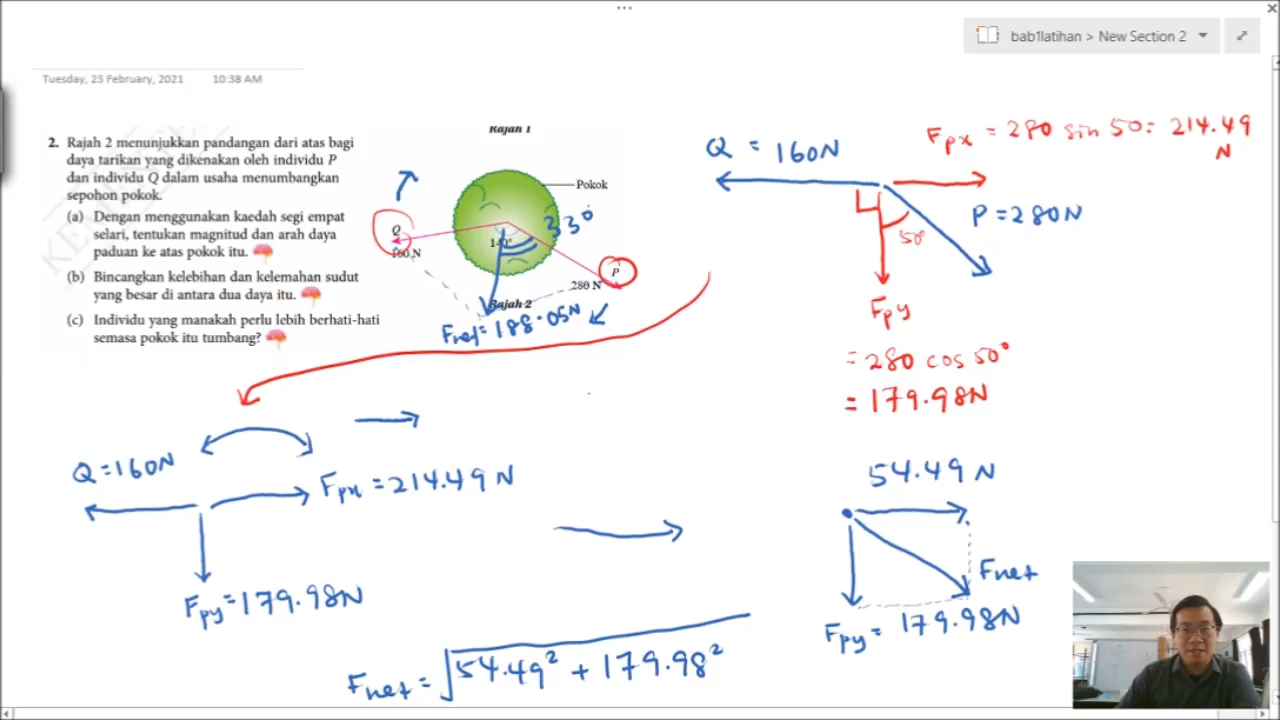 bab1latihan > New Section 2
Tuesday, 23 February, 2021 10:38 AM
2. Rajah 2 menunjukkan pandangan dari atas bagi
daya tarikan yang dikenakan oleh individu P
dan individu Q dalam usaha menumbangkan
sepohon pokok.
(a) Dengan menggunakan kaedah segi empat
selari, tentukan magnitud dan arah daya
paduan ke atas pokok itu.
(b) Bincangkan kelebihan dan kelemahan sudut
yang besar di antara dua daya itu.
(c) Individu yang manakah perlu lebih berhati-hati
semasa pokok itu tumbang?
Rajah 1
Pokok
Q
160 N
140°
33°
P
280 N
Rajah 2
Fnet = 188.05N
Q = 160N
Fpx = 280 sin 50 = 214.49
N
P = 280N
50°
Fpy
= 280 cos 50°
= 179.98N
Q = 160N
Fpx = 214.49 N
Fpy = 179.98N
54.49 N
Fnet
Fpy = 179.98N
Fnet = √54.49² + 179.98²